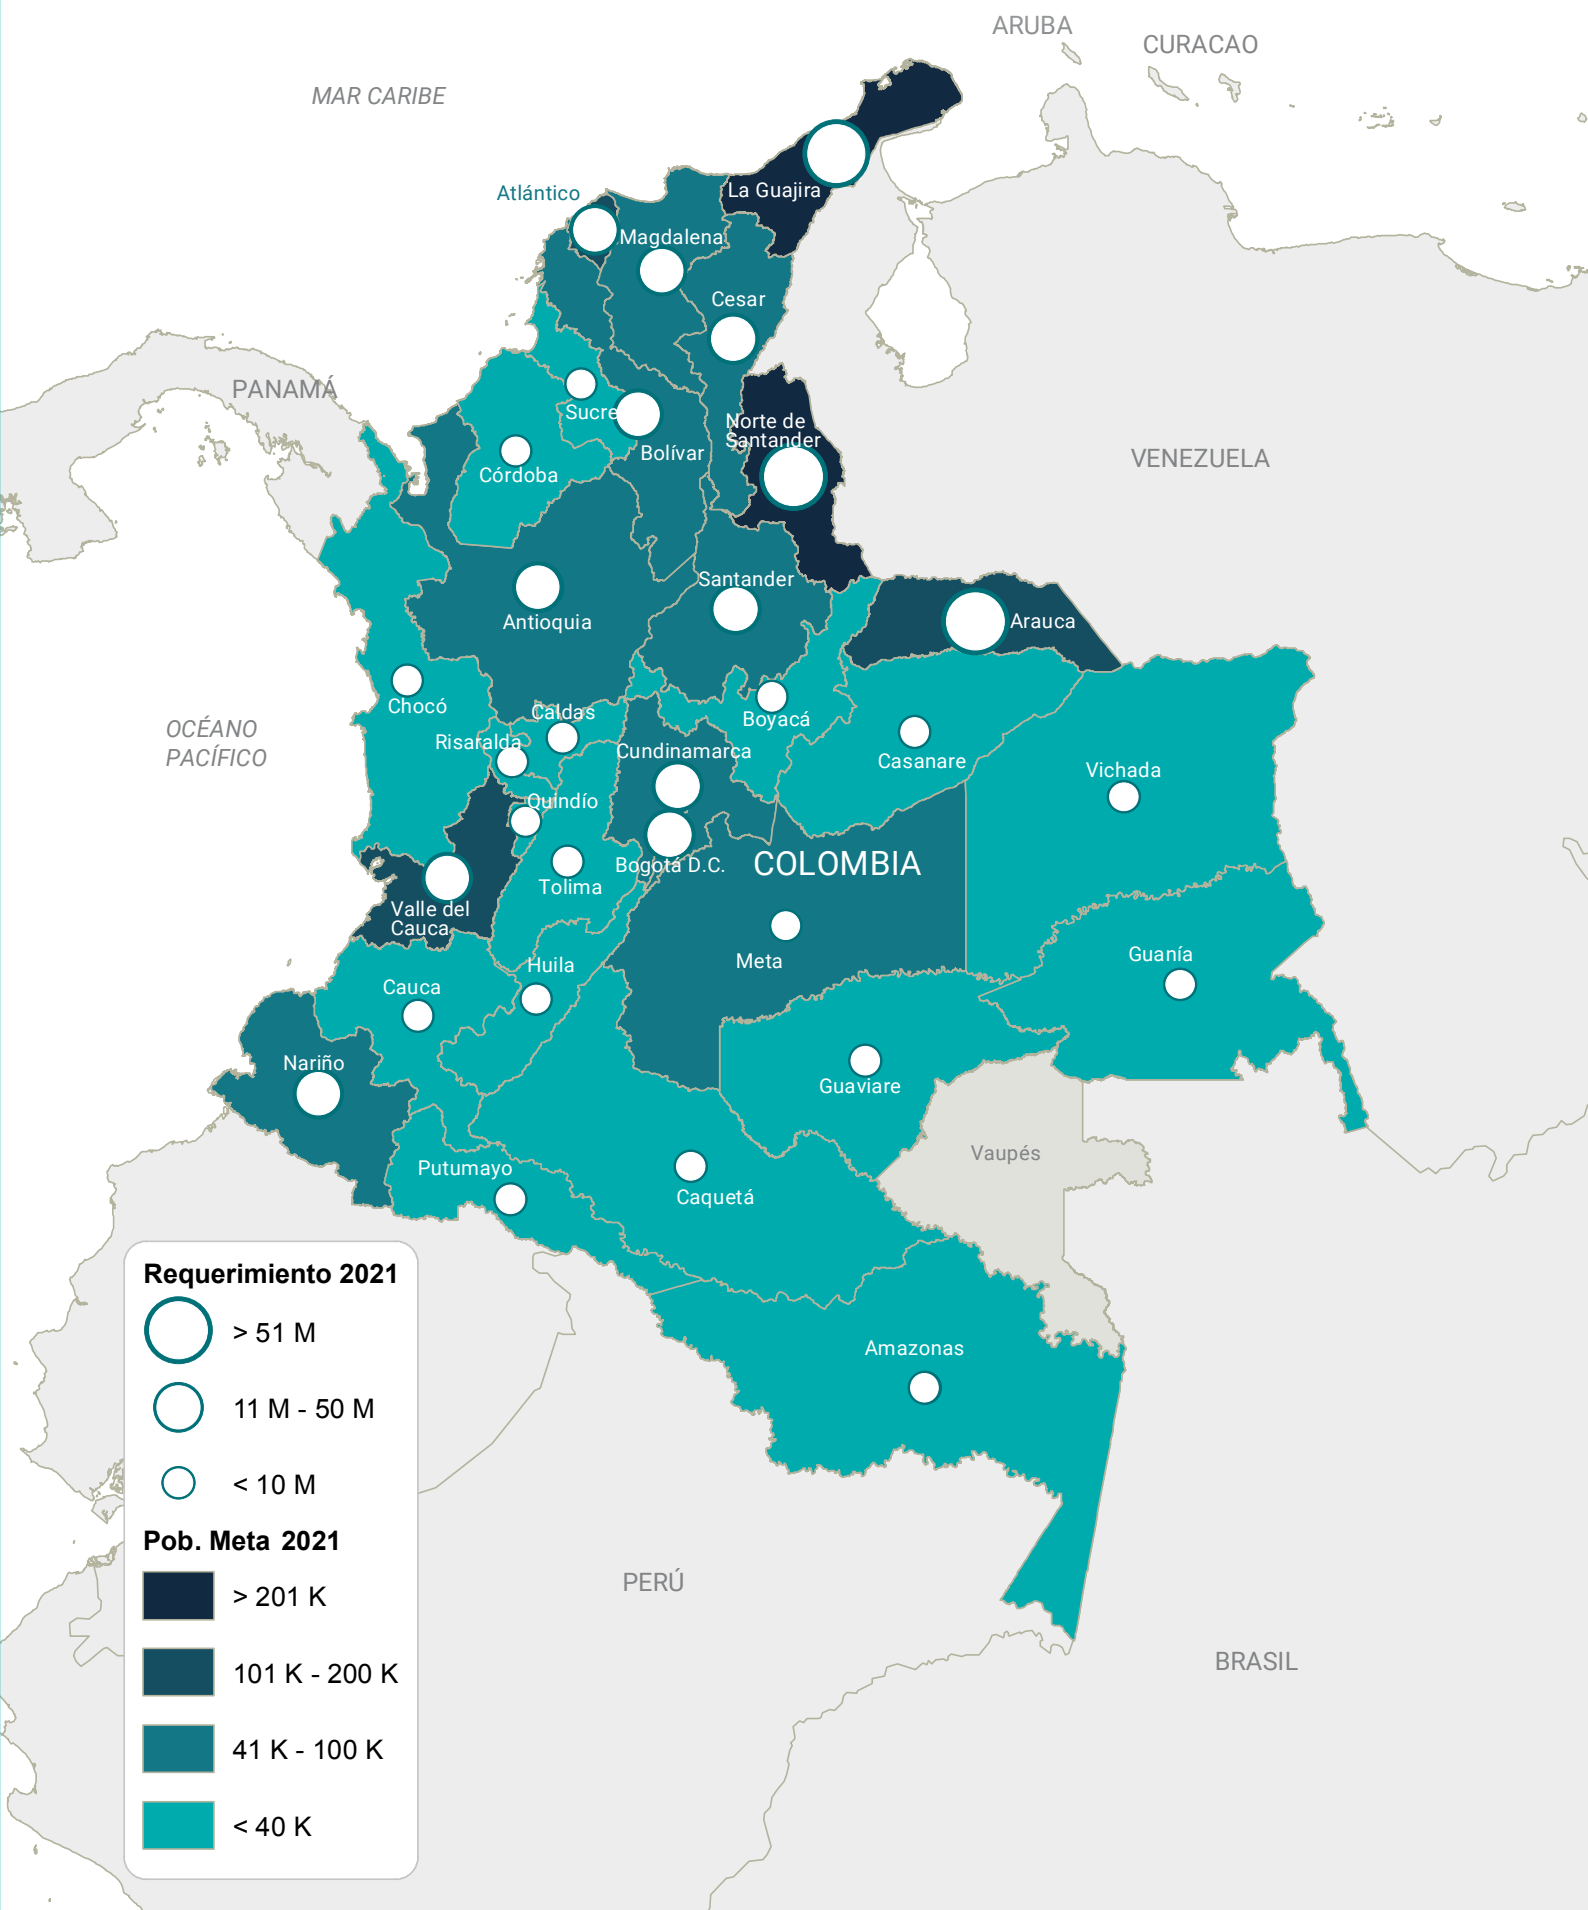 ARUBA
CURACAO
MAR CARIBE
La Guajira
Atlántico
Magdalena
Cesar
PANAMÁ
Sucre
Norte de
Santander
Bolívar
VENEZUELA
Córdoba
Santander
Antioquia
Arauca
Chocó
Caldas
Boyacá
OCÉANO
PACÍFICO
Risaralda
Cundinamarca
Casanare
Vichada
Quindío
Bogotá D.C.
COLOMBIA
Tolima
Valle del
Cauca
Meta
Guanía
Huila
Cauca
Nariño
Guaviare
Vaupés
Putumayo
Caquetá
Requerimiento 2021
> 51 M
11 M - 50 M
< 10 M
Pob. Meta 2021
> 201 K
101 K - 200 K
41 K - 100 K
< 40 K
Amazonas
PERÚ
BRASIL